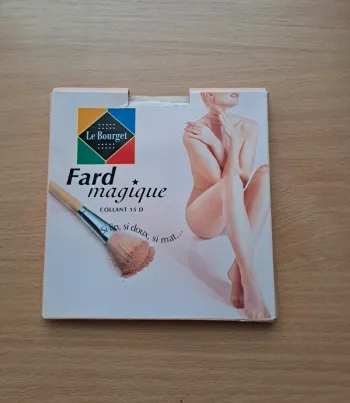 Le Bourget
Fard
magique
COLLANT 15 D
Si fin, si doux, si mat...